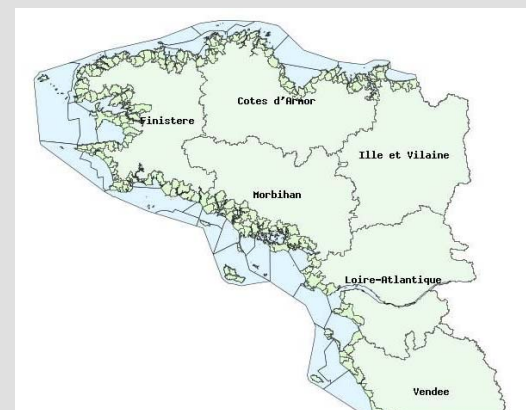 Cotes d'Armor
Finistere
Ille et Vilaine
Morbihan
Loire-Atlantique
Vendee